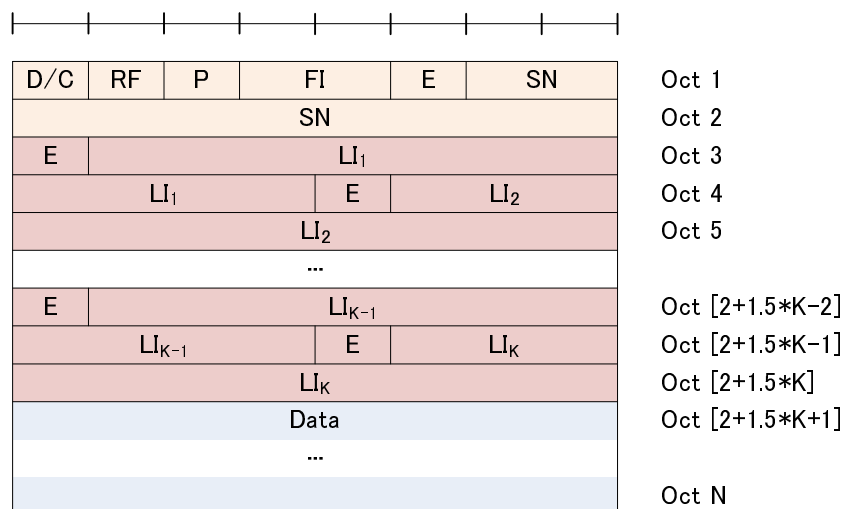 D/C RF P FI E SN Oct 1
SN Oct 2
E LI₁ Oct 3
LI₁ E LI₂ Oct 4
LI₂ Oct 5
...
E LIₖ₋₁ Oct [2+1.5*K-2]
LIₖ₋₁ E LIₖ Oct [2+1.5*K-1]
LIₖ Oct [2+1.5*K]
Data Oct [2+1.5*K+1]
...
Oct N